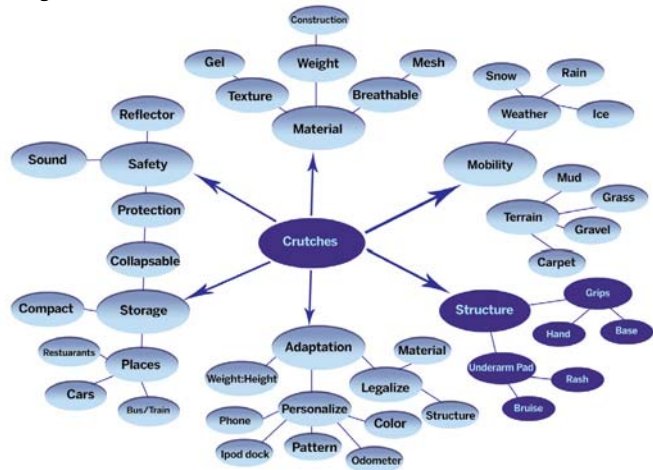 Construction
Gel
Weight
Mesh
Texture
Breathable
Material
Snow
Rain
Weather
Ice
Mobility
Reflector
Sound
Safety
Protection
Collapsable
Mud
Grass
Terrain
Gravel
Carpet
Crutches
Compact
Storage
Restuarants
Places
Cars
Bus/Train
Adaptation
Weight:Height
Material
Legalize
Structure
Personalize
Phone
Color
Ipod dock
Pattern
Odometer
Structure
Grips
Hand
Base
Underarm Pad
Rash
Bruise